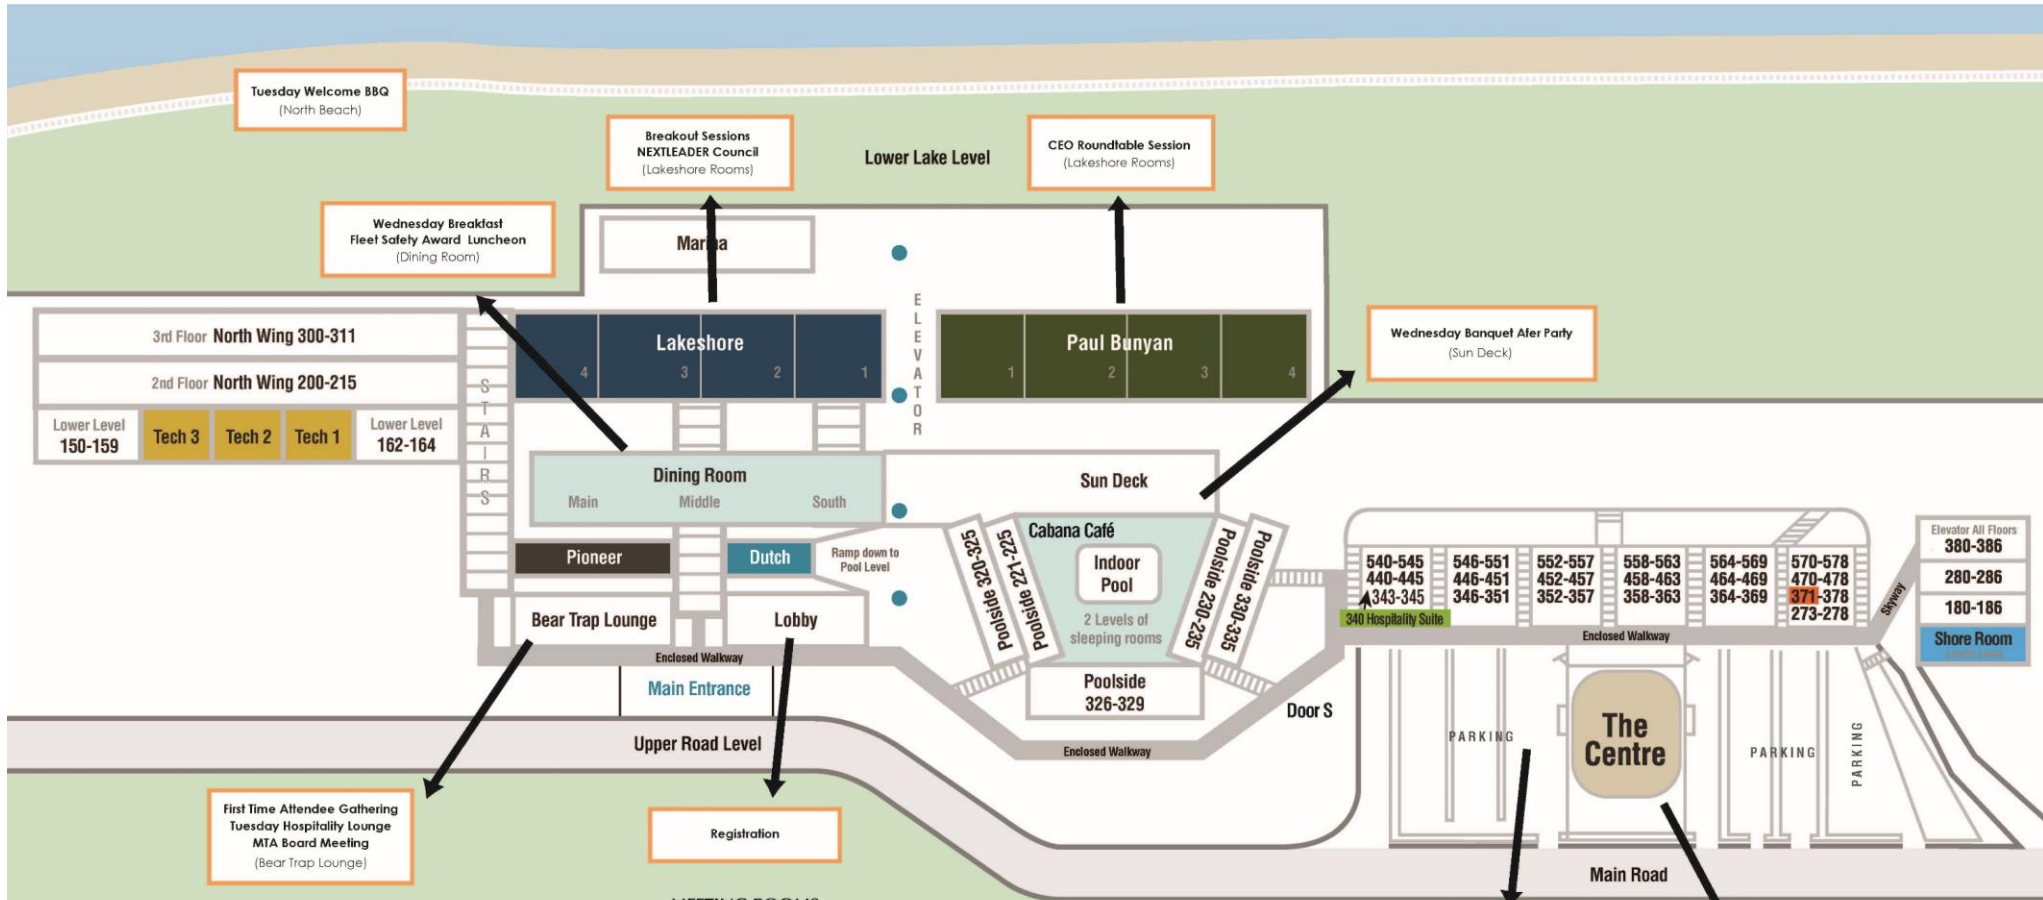 Tuesday Welcome BBQ
(North Beach)
Breakout Sessions
NEXTLEADER Council
(Lakeshore Rooms)
Lower Lake Level
CEO Roundtable Session
(Lakeshore Rooms)
Wednesday Breakfast
Fleet Safety Award Luncheon
(Dining Room)
Marina
ELEVATOR
Wednesday Banquet Afer Party
(Sun Deck)
3rd Floor North Wing 300-311
2nd Floor North Wing 200-215
Lower Level
150-159
Tech 3
Tech 2
Tech 1
Lower Level
162-164
STAIRS
Lakeshore
4 3 2 1
Paul Bunyan
1 2 3 4
Dining Room
Main Middle South
Sun Deck
Pioneer
Dutch
Ramp down to
Pool Level
Bear Trap Lounge
Lobby
Enclosed Walkway
Main Entrance
Poolside 320-325
Poolside 221-225
Cabana Café
Indoor
Pool
2 Levels of
sleeping rooms
Poolside 230-235
Poolside 330-335
Poolside
326-329
Enclosed Walkway
Door S
540-545
440-445
343-345
340 Hospitality Suite
546-551
446-451
346-351
552-557
452-457
352-357
558-563
458-463
358-363
564-569
464-469
364-369
570-578
470-478
371-378
273-278
Enclosed Walkway
Skyway
Elevator All Floors
380-386
280-286
180-186
Shore Room
PARKING
The
Centre
PARKING
PARKING
Upper Road Level
Main Road
First Time Attendee Gathering
Tuesday Hospitality Lounge
MTA Board Meeting
(Bear Trap Lounge)
Registration
MEETING ROOMS